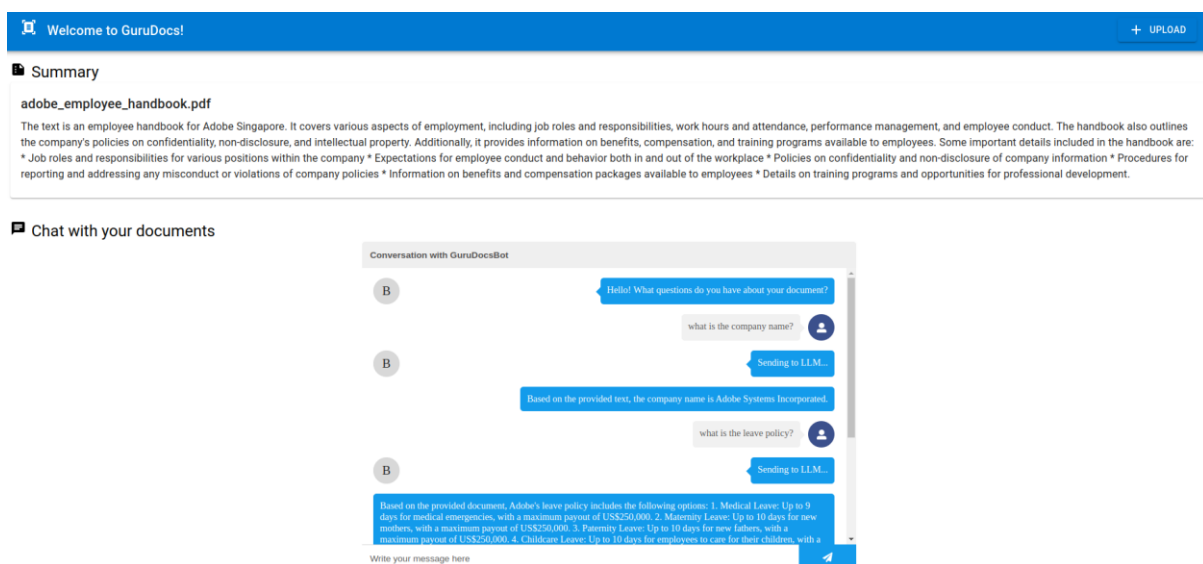 Welcome to GuruDocs!
+ UPLOAD
Summary
adobe_employee_handbook.pdf
The text is an employee handbook for Adobe Singapore. It covers various aspects of employment, including job roles and responsibilities, work hours and attendance, performance management, and employee conduct. The handbook also outlines
the company's policies on confidentiality, non-disclosure, and intellectual property. Additionally, it provides information on benefits, compensation, and training programs available to employees. Some important details included in the handbook are:
* Job roles and responsibilities for various positions within the company * Expectations for employee conduct and behavior both in and out of the workplace * Policies on confidentiality and non-disclosure of company information * Procedures for
reporting and addressing any misconduct or violations of company policies * Information on benefits and compensation packages available to employees * Details on training programs and opportunities for professional development.
Chat with your documents
Conversation with GuruDocsBot
B
Hello! What questions do you have about your document?
what is the company name?
B
Sending to LLM...
Based on the provided text, the company name is Adobe Systems Incorporated.
what is the leave policy?
B
Sending to LLM...
Based on the provided document, Adobe's leave policy includes the following options: 1. Medical Leave: Up to 9
days for medical emergencies, with a maximum payout of US$250,000. 2. Maternity Leave: Up to 10 days for new
mothers, with a maximum payout of US$250,000. 3. Paternity Leave: Up to 10 days for new fathers, with a
maximum payout of US$250,000. 4. Childcare Leave: Up to 10 days for employees to care for their children, with a
Write your message here